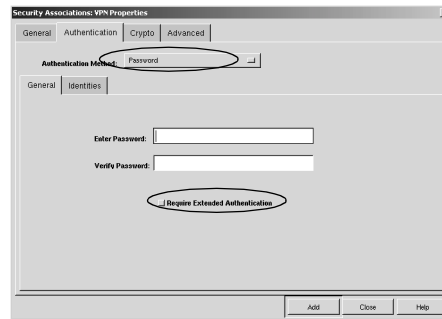 Security Associations: VPN Properties
General Authentication Crypto Advanced
Authentication Method: Password
General Identities
Enter Password:
Verify Password:
Require Extended Authentication
Add Close Help